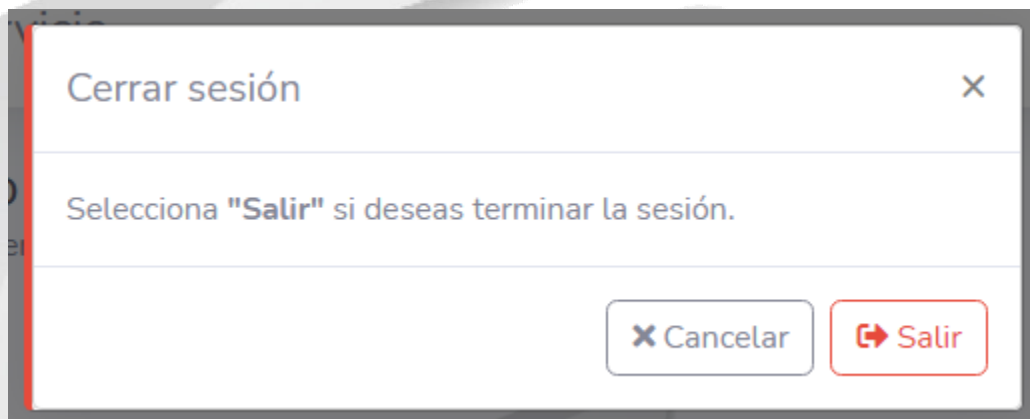 Cerrar sesión
Selecciona "Salir" si deseas terminar la sesión.
Cancelar
Salir